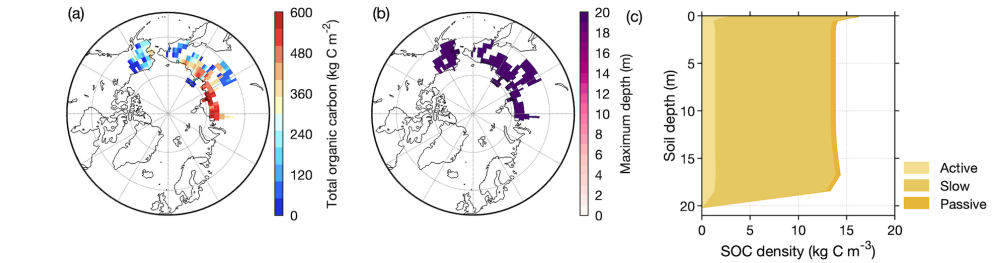 (a)
600
480
360
240
120
0
Total organic carbon (kg C m⁻²)
(b)
20
18
16
14
12
10
8
6
4
2
0
Maximum depth (m)
(c)
0
5
10
15
20
Soil depth (m)
0
5
10
15
20
SOC density (kg C m⁻³)
Active
Slow
Passive